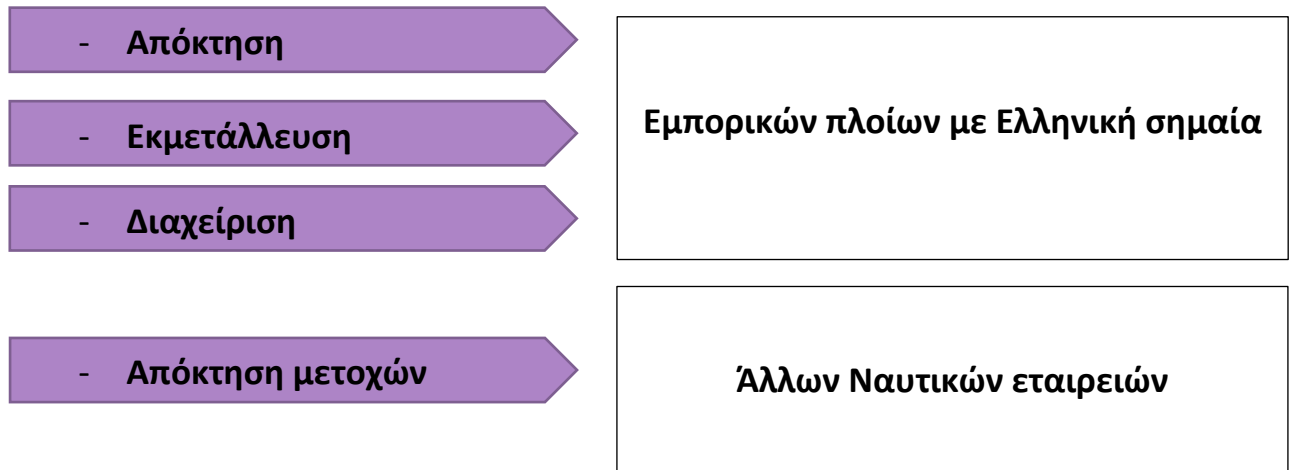 - Απόκτηση
- Εκμετάλλευση
- Διαχείριση
Εμπορικών πλοίων με Ελληνική σημαία
- Απόκτηση μετοχών
Άλλων Ναυτικών εταιρειών